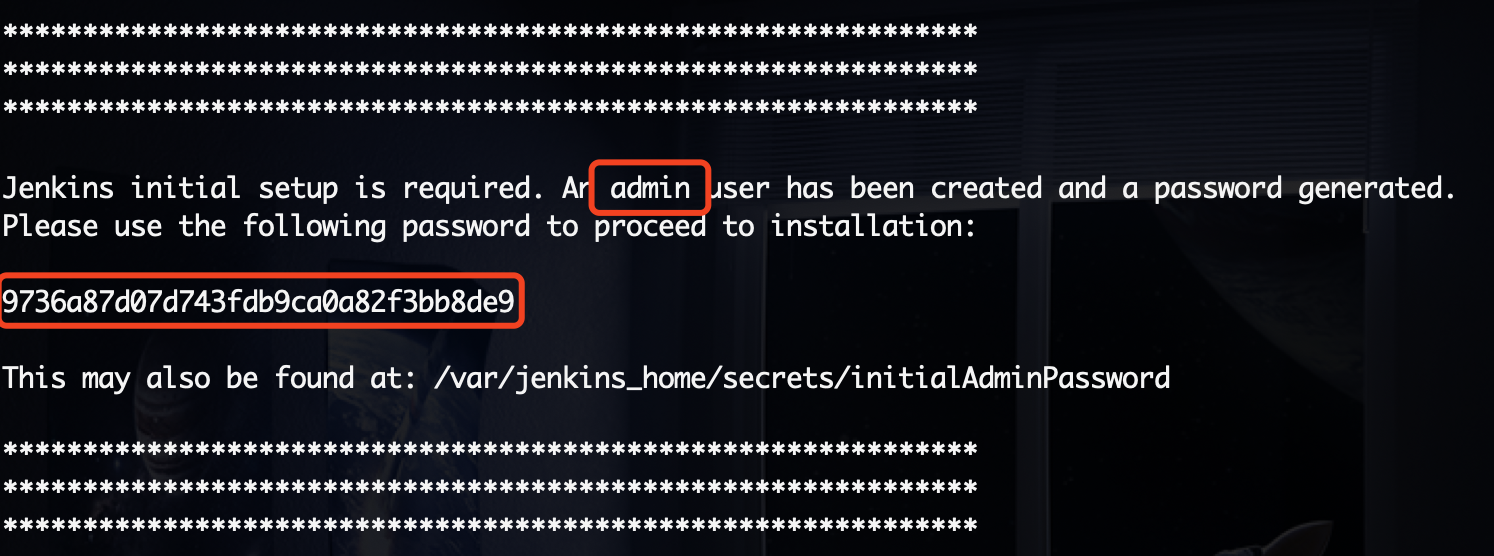 *************************************************************
*************************************************************
*************************************************************
Jenkins initial setup is required. An admin user has been created and a password generated.
Please use the following password to proceed to installation:
9736a87d07d743fdb9ca0a82f3bb8de9
This may also be found at: /var/jenkins_home/secrets/initialAdminPassword
*************************************************************
*************************************************************
*************************************************************